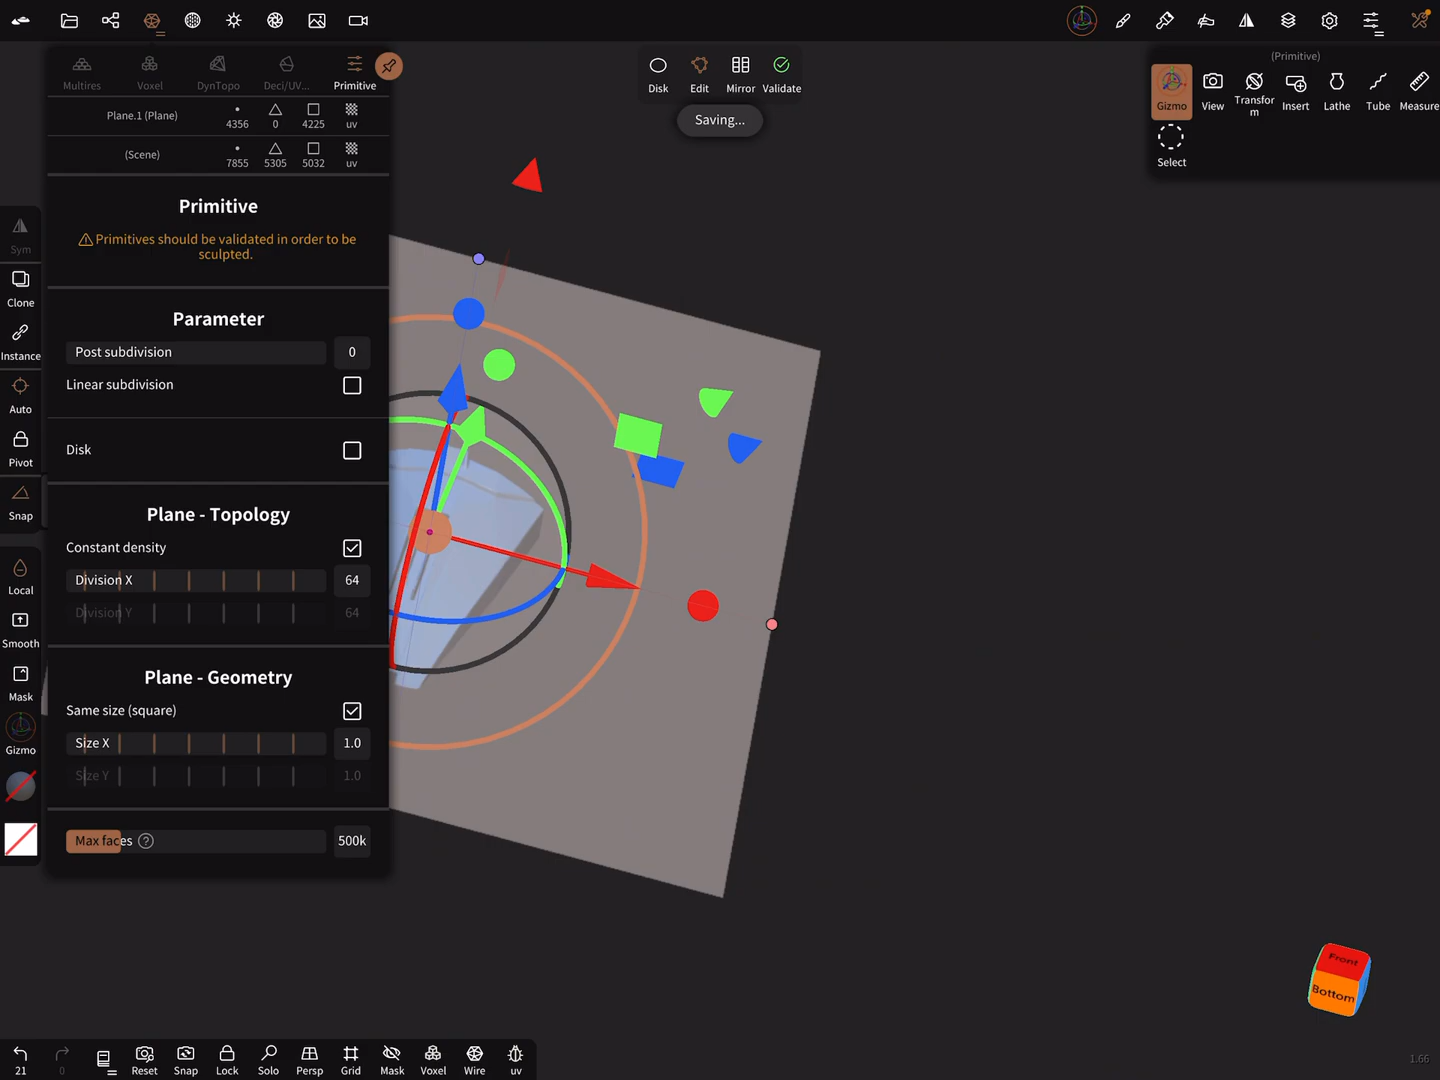 Multires
Voxel
DynTopo
Deci/UV...
Primitive
Plane.1 (Plane)
4356
0
4225
uv
(Scene)
7855
5305
5032
uv
Primitive
Primitives should be validated in order to be
sculpted.
Parameter
Post subdivision
0
Linear subdivision
Disk
Plane - Topology
Constant density
Division X
64
Division Y
64
Plane - Geometry
Same size (square)
Size X
1.0
Size Y
1.0
Max faces
?
500k
Sym
Clone
Instance
Auto
Pivot
Snap
Local
Smooth
Mask
Gizmo
Disk
Edit
Mirror
Validate
Saving...
(Primitive)
Gizmo
View
Transfor
m
Insert
Lathe
Tube
Measure
Select
Front
Bottom
21
0
Reset
Snap
Lock
Solo
Persp
Grid
Mask
Voxel
Wire
uv
1.66